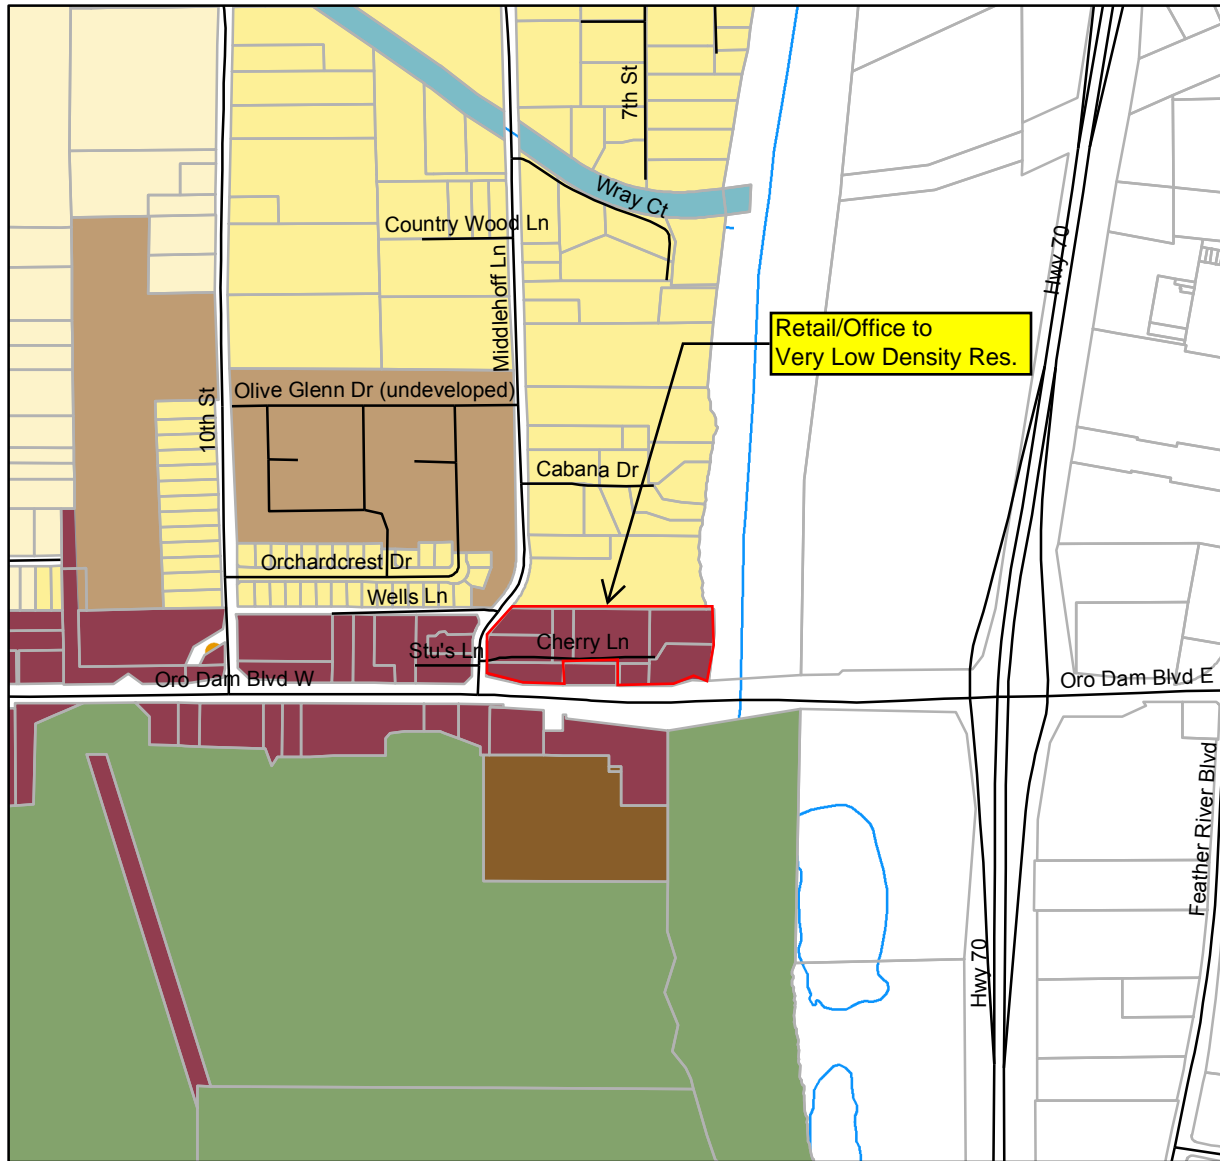 7th St
Wray Ct
Country Wood Ln
Middlehoff Ln
Hwy 70
Retail/Office to
Very Low Density Res.
Olive Glenn Dr (undeveloped)
10th St
Cabana Dr
Orchardcrest Dr
Wells Ln
Cherry Ln
Stu's Ln
Oro Dam Blvd W
Oro Dam Blvd E
Feather River Blvd
Hwy 70